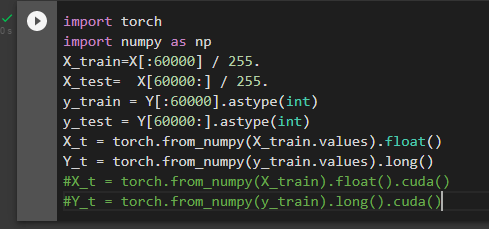 import torch
import numpy as np
X_train=X[:60000] / 255.
X_test=  X[60000:] / 255.
y_train = Y[:60000].astype(int)
y_test = Y[60000:].astype(int)
X_t = torch.from_numpy(X_train.values).float()
Y_t = torch.from_numpy(y_train.values).long()
#X_t = torch.from_numpy(X_train).float().cuda()
#Y_t = torch.from_numpy(y_train).long().cuda()
0s